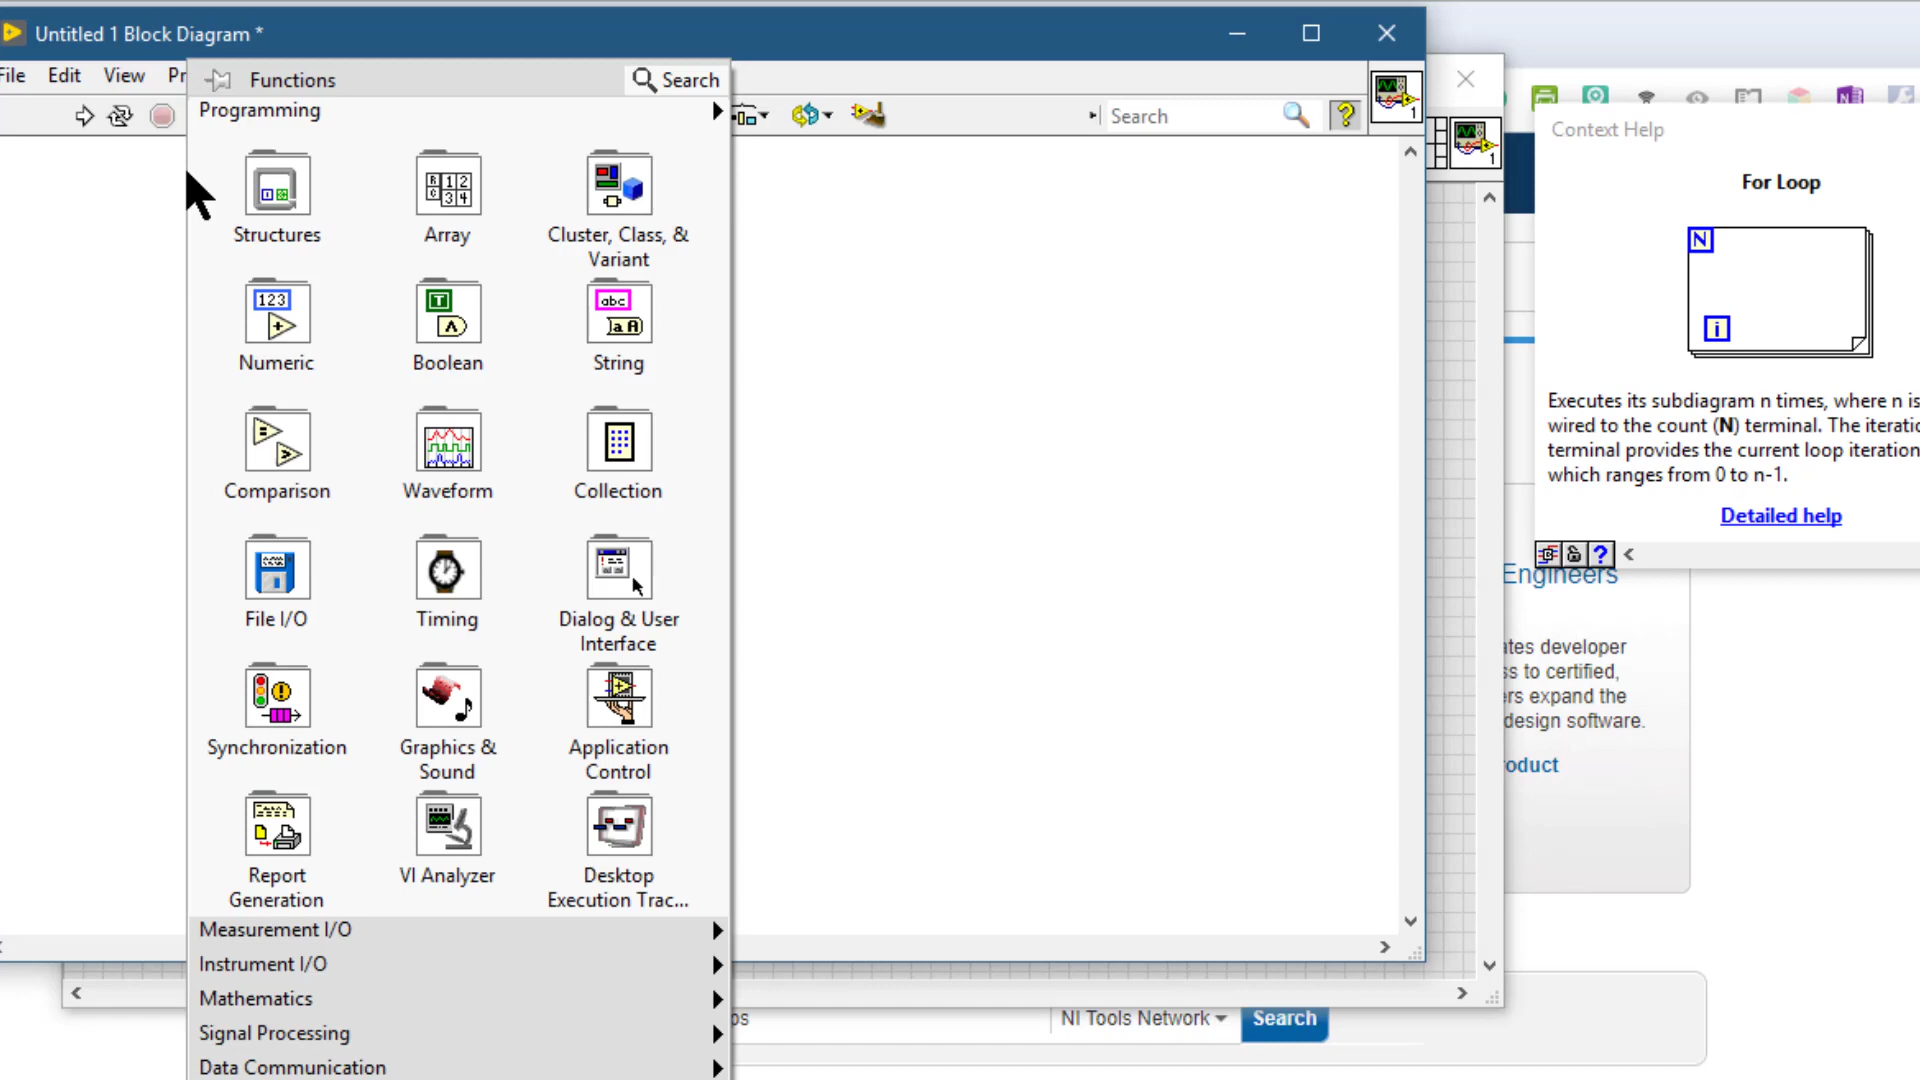 Untitled 1 Block Diagram *
File Edit View
Functions Search
Programming
Search
Structures Array Cluster, Class, &
Variant
Numeric Boolean String
Comparison Waveform Collection
File I/O Timing Dialog & User
Interface
Synchronization Graphics & Application
Sound Control
Report VI Analyzer Desktop
Generation Execution Trac...
Measurement I/O
Instrument I/O
Mathematics
Signal Processing
Data Communication
Context Help
For Loop
N
i
Executes its subdiagram n times, where n is
wired to the count (N) terminal. The
terminal provides the current loop iteration
which ranges from 0 to n-1.
Detailed help
Engineers
developer
to certified,
expand the
design software.
NI Tools Network Search